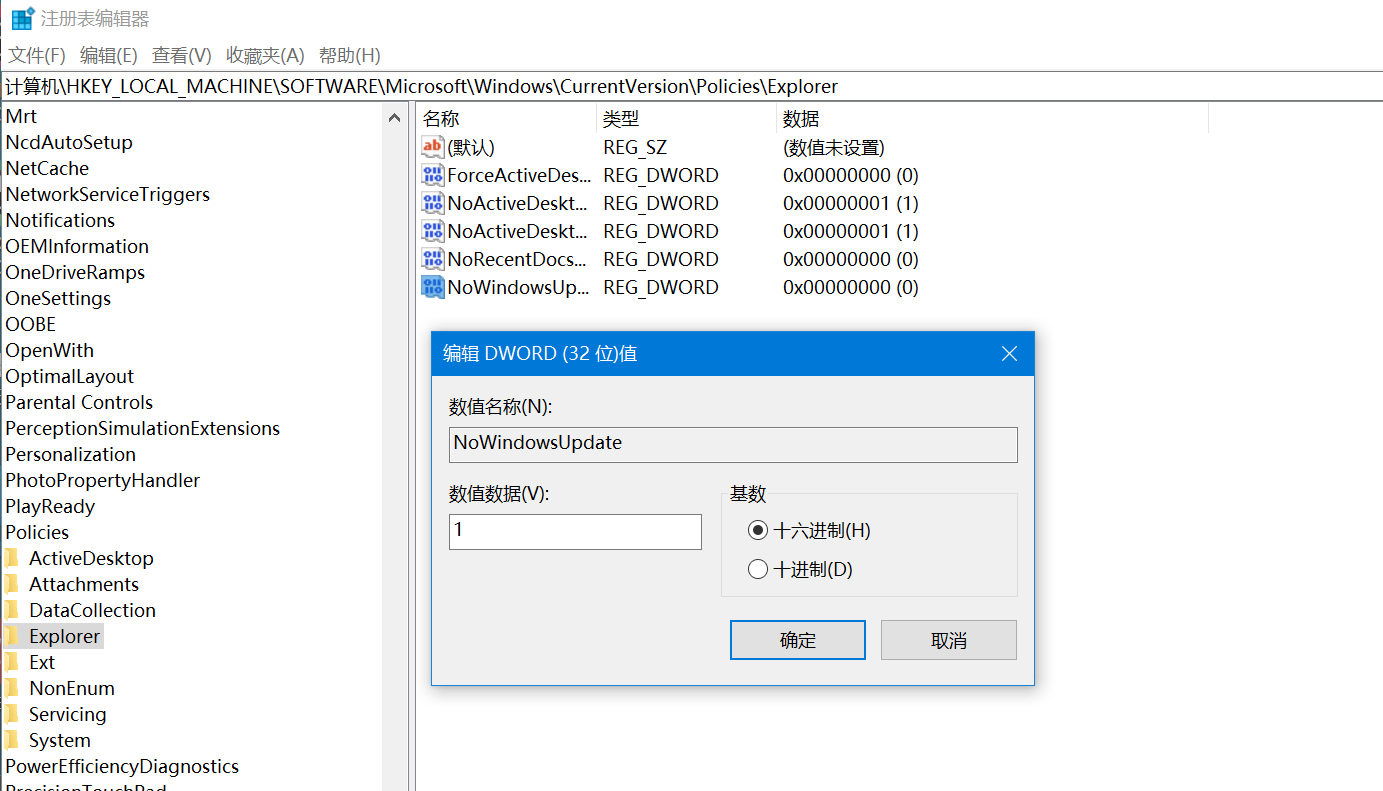 注册表编辑器
文件(F) 编辑(E) 查看(V) 收藏夹(A) 帮助(H)
计算机\HKEY_LOCAL_MACHINE\SOFTWARE\Microsoft\Windows\CurrentVersion\Policies\Explorer
Mrt
NcdAutoSetup
NetCache
NetworkServiceTriggers
Notifications
OEMInformation
OneDriveRamps
OneSettings
OOBE
OpenWith
OptimalLayout
Parental Controls
PerceptionSimulationExtensions
Personalization
PhotoPropertyHandler
PlayReady
Policies
ActiveDesktop
Attachments
DataCollection
Explorer
Ext
NonEnum
Servicing
System
PowerEfficiencyDiagnostics
PrecisionTouchPad
名称 类型 数据
(默认) REG_SZ (数值未设置)
ForceActiveDes... REG_DWORD 0x00000000 (0)
NoActiveDeskt... REG_DWORD 0x00000001 (1)
NoActiveDeskt... REG_DWORD 0x00000001 (1)
NoRecentDocs... REG_DWORD 0x00000000 (0)
NoWindowsUp... REG_DWORD 0x00000000 (0)
编辑 DWORD (32 位)值
数值名称(N):
NoWindowsUpdate
数值数据(V):
1
基数
十六进制(H)
十进制(D)
确定 取消